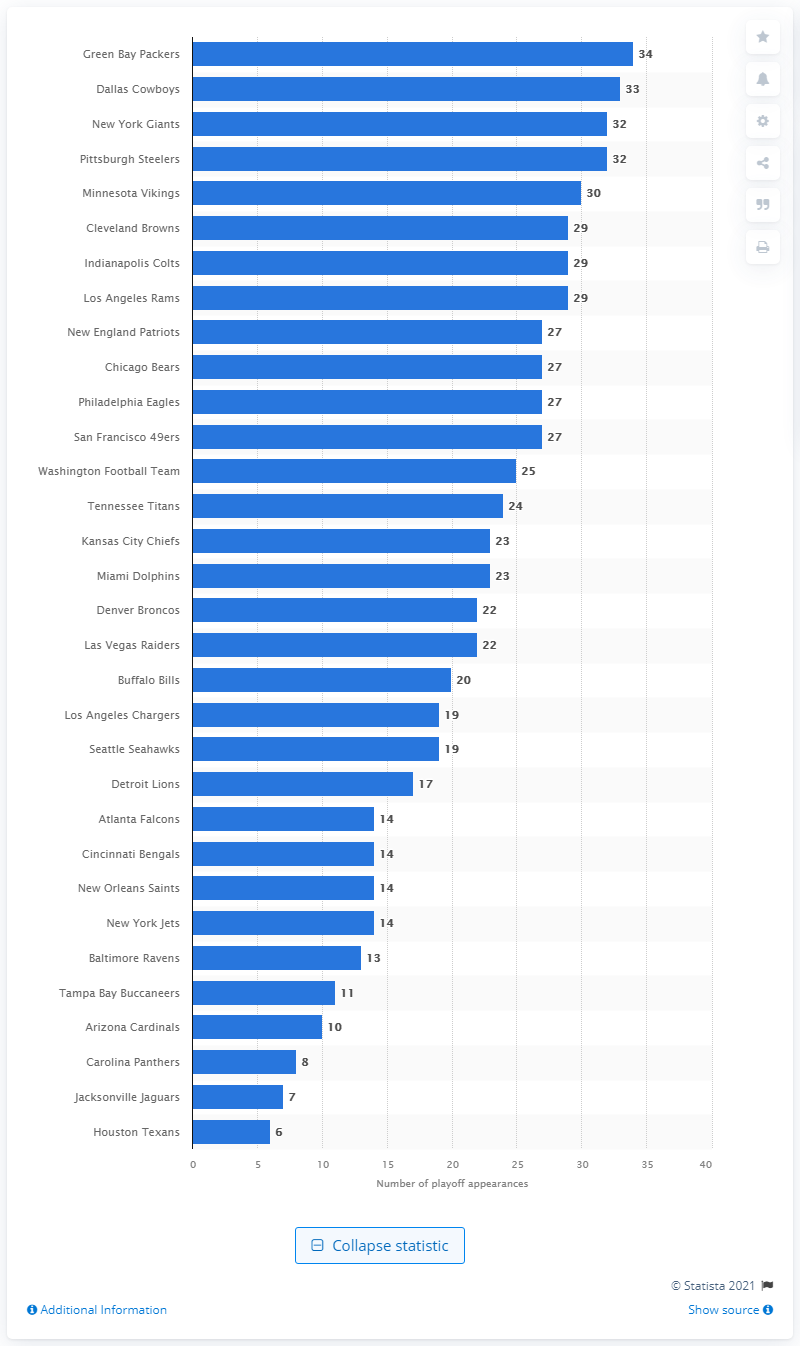 Green Bay Packers 34
Dallas Cowboys 33
New York Giants 32
Pittsburgh Steelers 32
Minnesota Vikings 30
Cleveland Browns 29
Indianapolis Colts 29
Los Angeles Rams 29
New England Patriots 27
Chicago Bears 27
Philadelphia Eagles 27
San Francisco 49ers 27
Washington Football Team 25
Tennessee Titans 24
Kansas City Chiefs 23
Miami Dolphins 23
Denver Broncos 22
Las Vegas Raiders 22
Buffalo Bills 20
Los Angeles Chargers 19
Seattle Seahawks 19
Detroit Lions 17
Atlanta Falcons 14
Cincinnati Bengals 14
New Orleans Saints 14
New York Jets 14
Baltimore Ravens 13
Tampa Bay Buccaneers 11
Arizona Cardinals 10
Carolina Panthers 8
Jacksonville Jaguars 7
Houston Texans 6
0 5 10 15 20 25 30 35 40
Number of playoff appearances
Collapse statistic
© Statista 2021
Additional Information Show source